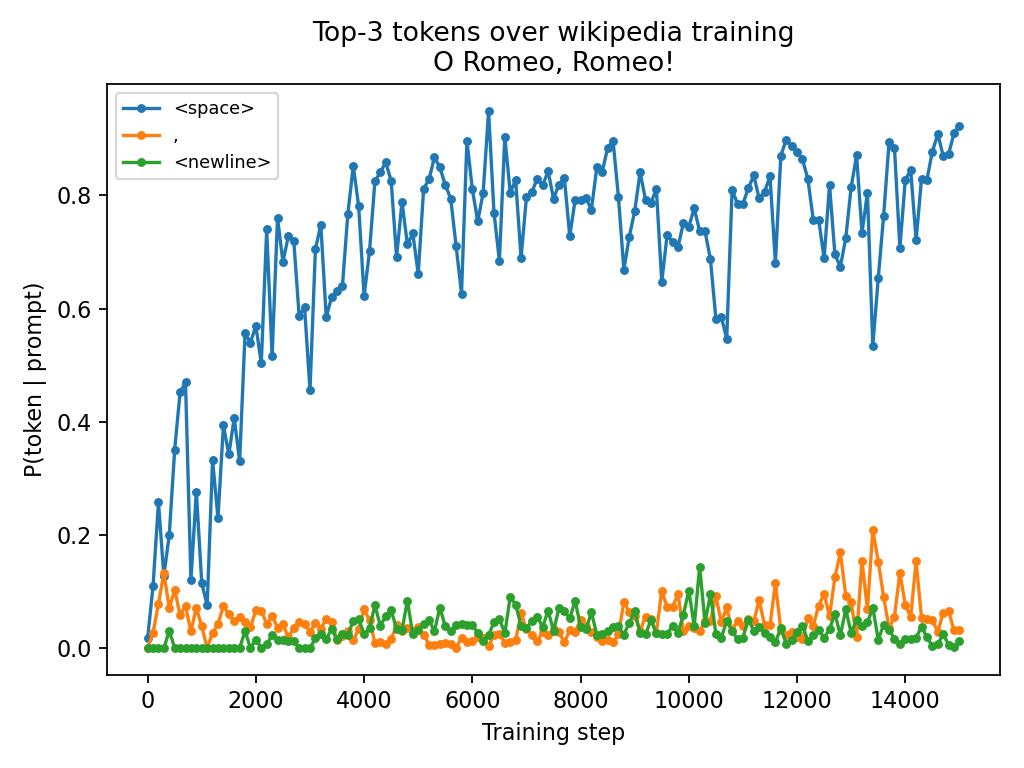 Top-3 tokens over wikipedia training
O Romeo, Romeo!
<space>
,
<newline>
P(token | prompt)
0.8
0.6
0.4
0.2
0.0
0 2000 4000 6000 8000 10000 12000 14000
Training step